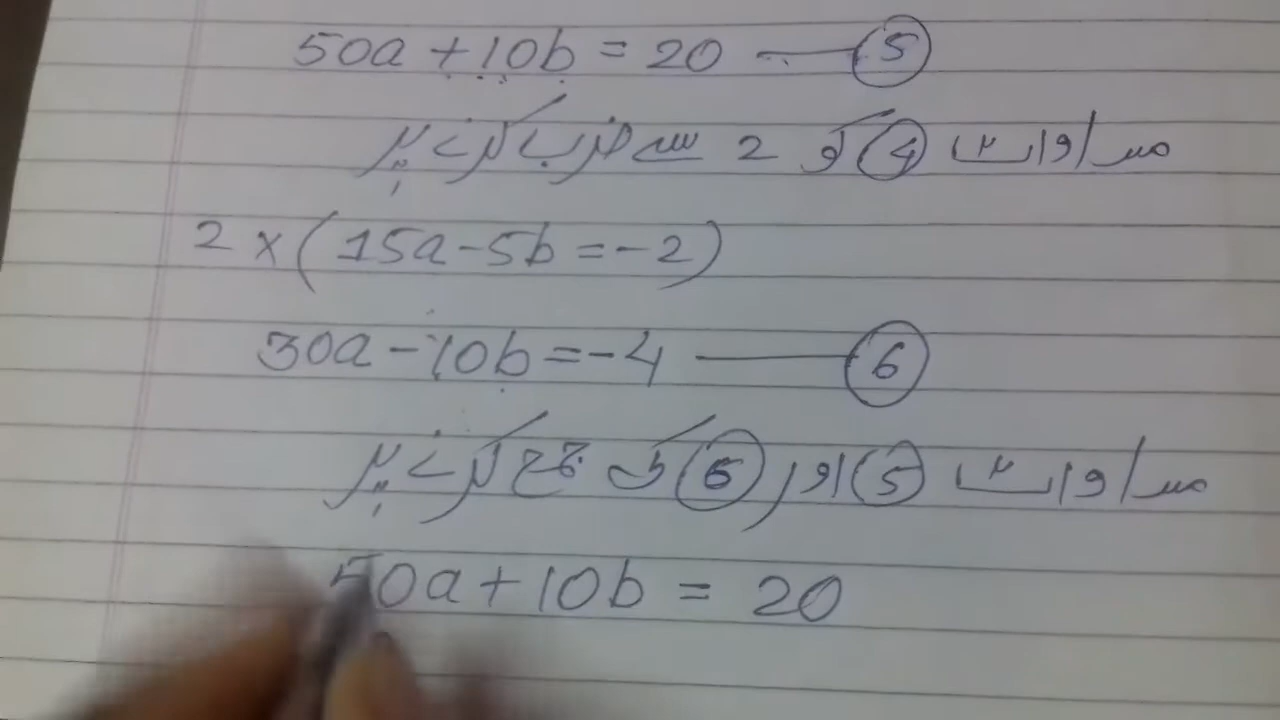 50a + 10b = 20 —— 5
مساوات 4 کو 2 سے ضرب کرنے پر
2 × (15a - 5b = -2)
30a - 10b = -4 —— 6
مساوات 5 اور 6 کو جمع کرنے پر
50a + 10b = 20